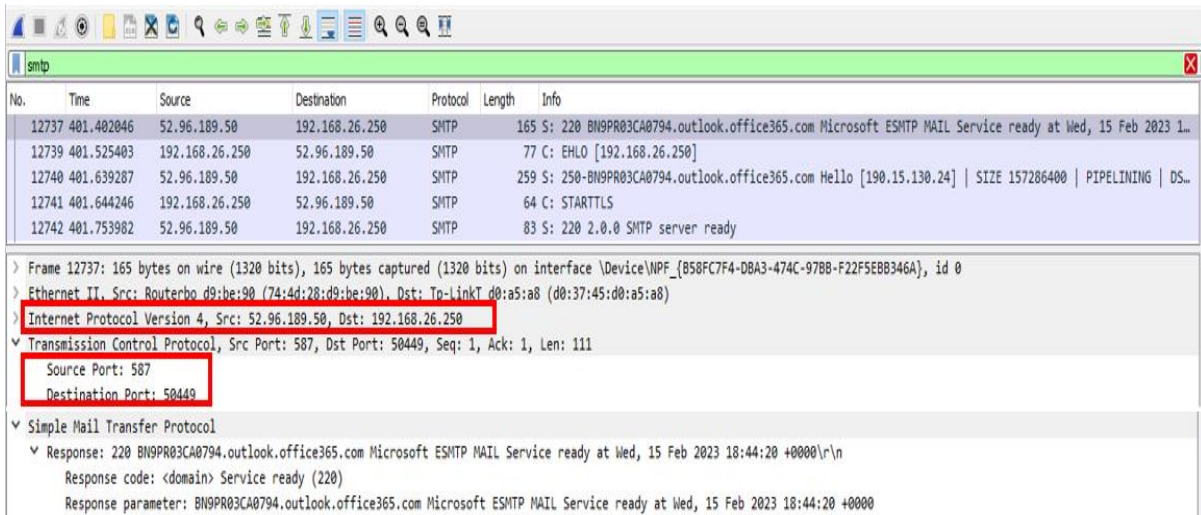 smtp
No. Time Source Destination Protocol Length Info
12737 401.402046 52.96.189.50 192.168.26.250 SMTP 165 S: 220 BN9PR03CA0794.outlook.office365.com Microsoft ESMTP MAIL Service ready at Wed, 15 Feb 2023 1…
12739 401.525403 192.168.26.250 52.96.189.50 SMTP 77 C: EHLO [192.168.26.250]
12740 401.639287 52.96.189.50 192.168.26.250 SMTP 259 S: 250-BN9PR03CA0794.outlook.office365.com Hello [190.15.130.24] | SIZE 157286400 | PIPELINING | DS…
12741 401.644246 192.168.26.250 52.96.189.50 SMTP 64 C: STARTTLS
12742 401.753982 52.96.189.50 192.168.26.250 SMTP 83 S: 220 2.0.0 SMTP server ready
Frame 12737: 165 bytes on wire (1320 bits), 165 bytes captured (1320 bits) on interface \Device\NPF_{B58FC7F4-DBA3-474C-97BB-F22F5EBB346A}, id 0
Ethernet II, Src: Routerbo_d9:be:90 (74:4d:28:d9:be:90), Dst: Tp-LinkT_d0:a5:a8 (d0:37:45:d0:a5:a8)
Internet Protocol Version 4, Src: 52.96.189.50, Dst: 192.168.26.250
Transmission Control Protocol, Src Port: 587, Dst Port: 50449, Seq: 1, Ack: 1, Len: 111
Source Port: 587
Destination Port: 50449
Simple Mail Transfer Protocol
Response: 220 BN9PR03CA0794.outlook.office365.com Microsoft ESMTP MAIL Service ready at Wed, 15 Feb 2023 18:44:20 +0000\r\n
Response code: <domain> Service ready (220)
Response parameter: BN9PR03CA0794.outlook.office365.com Microsoft ESMTP MAIL Service ready at Wed, 15 Feb 2023 18:44:20 +0000